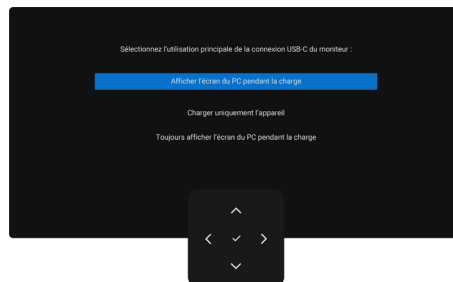 Sélectionnez l'utilisation principale de la connexion USB-C du moniteur :
Afficher l'écran du PC pendant la charge
Charger uniquement l'appareil
Toujours afficher l'écran du PC pendant la charge